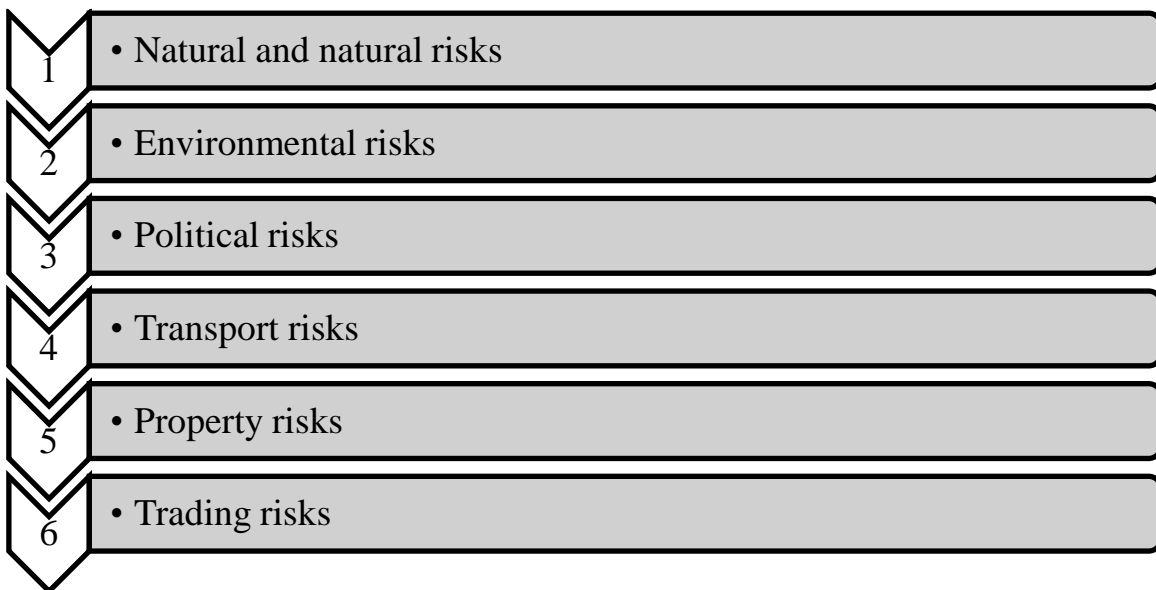 1 • Natural and natural risks
2 • Environmental risks
3 • Political risks
4 • Transport risks
5 • Property risks
6 • Trading risks